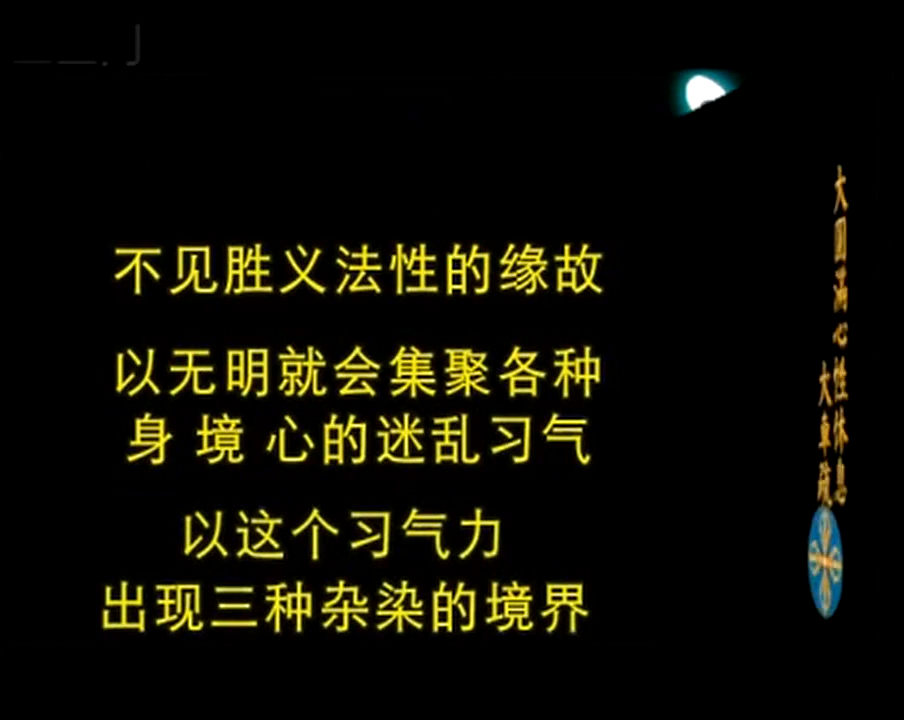 不见胜义法性的缘故
以无明就会集聚各种
身 境 心的迷乱习气
以这个习气力
出现三种杂染的境界
大圆满心性休息
大车疏